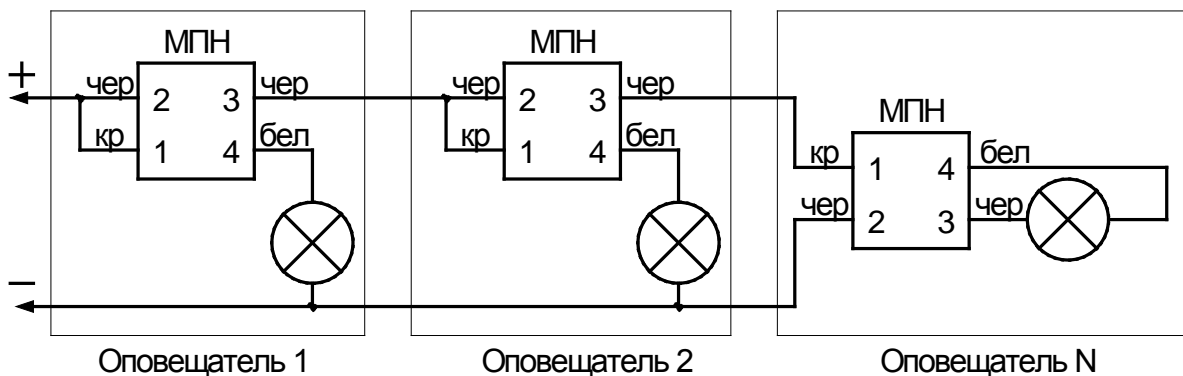 МПН
+
чер 2 3 чер
кр 1 4 бел
–
Оповещатель 1
МПН
чер 2 3 чер
кр 1 4 бел
Оповещатель 2
МПН
кр 1 4 бел
чер 2 3 чер
Оповещатель N